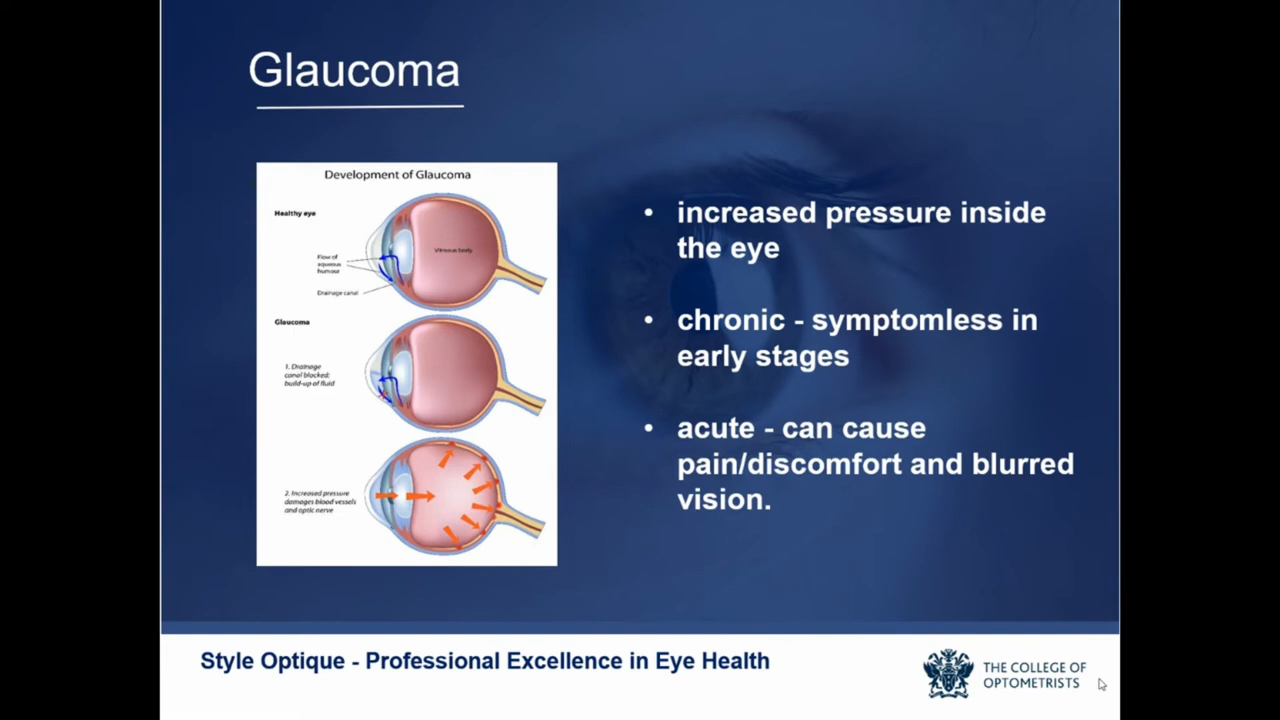 Glaucoma
Development of Glaucoma
Healthy eye
Vitreous body
Flow of
aqueous
humour
Drainage canal
Glaucoma
1. Drainage
canal blocked;
build-up of fluid
2. Increased pressure
damages blood vessels
and optic nerve
• increased pressure inside
the eye
• chronic - symptomless in
early stages
• acute - can cause
pain/discomfort and blurred
vision.
Style Optique - Professional Excellence in Eye Health
THE COLLEGE OF
OPTOMETRISTS